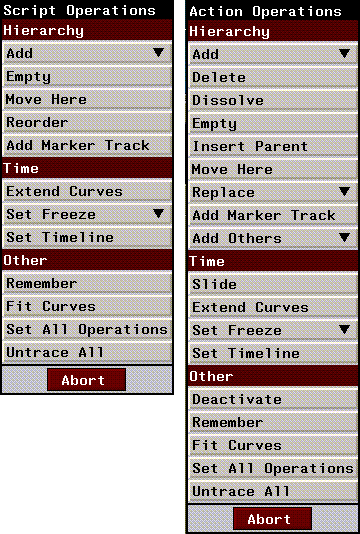 Script Operations
Hierarchy
Add
Empty
Move Here
Reorder
Add Marker Track
Time
Extend Curves
Set Freeze
Set Timeline
Other
Remember
Fit Curves
Set All Operations
Untrace All
Abort
Action Operations
Hierarchy
Add
Delete
Dissolve
Empty
Insert Parent
Move Here
Replace
Add Marker Track
Add Others
Time
Slide
Extend Curves
Set Freeze
Set Timeline
Other
Deactivate
Remember
Fit Curves
Set All Operations
Untrace All
Abort